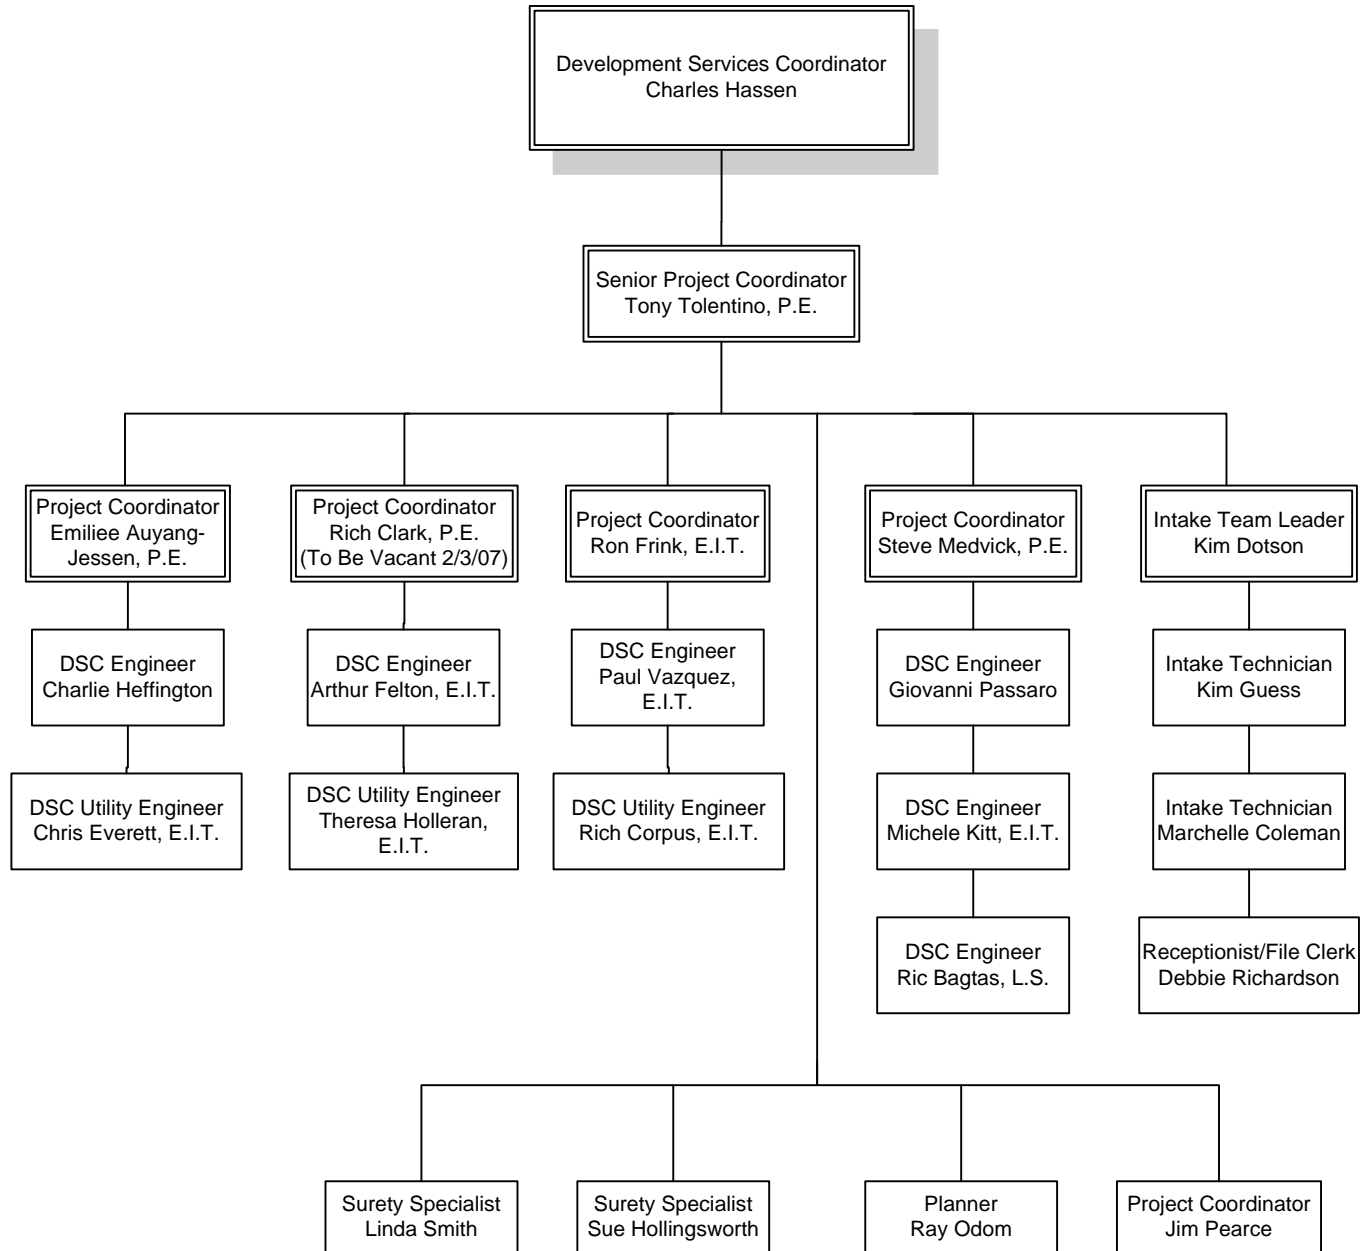 Development Services Coordinator
Charles Hassen
Senior Project Coordinator
Tony Tolentino, P.E.
Project Coordinator
Emiliee Auyang-
Jessen, P.E.
Project Coordinator
Rich Clark, P.E.
(To Be Vacant 2/3/07)
Project Coordinator
Ron Frink, E.I.T.
Project Coordinator
Steve Medvick, P.E.
Intake Team Leader
Kim Dotson
DSC Engineer
Charlie Heffington
DSC Engineer
Arthur Felton, E.I.T.
DSC Engineer
Paul Vazquez,
E.I.T.
DSC Engineer
Giovanni Passaro
Intake Technician
Kim Guess
DSC Utility Engineer
Chris Everett, E.I.T.
DSC Utility Engineer
Theresa Holleran,
E.I.T.
DSC Utility Engineer
Rich Corpus, E.I.T.
DSC Engineer
Michele Kitt, E.I.T.
Intake Technician
Marchelle Coleman
DSC Engineer
Ric Bagtas, L.S.
Receptionist/File Clerk
Debbie Richardson
Surety Specialist
Linda Smith
Surety Specialist
Sue Hollingsworth
Planner
Ray Odom
Project Coordinator
Jim Pearce